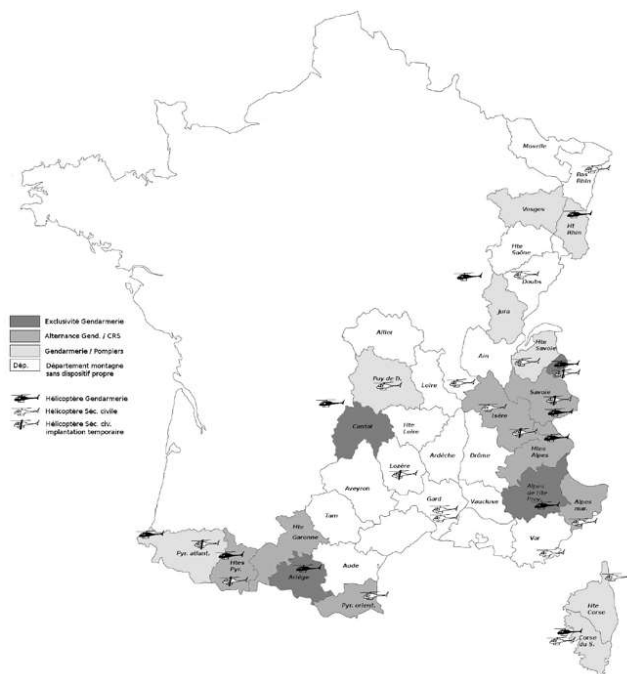 Moselle
Bas
Rhin
Vosges
Ht
Rhin
Hte
Saône
Doubs
Jura
Exclusivité Gendarmerie
Alternance Gend. / CRS
Gendarmerie / Pompiers
Dép.
Département montagne
sans dispositif propre
Hélicoptère Gendarmerie
Hélicoptère Séc. civile
Hélicoptère Séc. civ.
implantation temporaire
Allier
Ain
Hte
Savoie
Puy de D.
Loire
Savoie
Isère
Cantal
Hte
Loire
Ardèche
Drôme
Htes
Alpes
Lozère
Aveyron
Gard
Vaucluse
Alpes
de Hte
Prov.
Alpes
mar.
Tarn
Var
Hte
Garonne
Pyr. atlant.
Htes
Pyr.
Ariège
Aude
Pyr. orient.
Hte
Corse
Corse
du S.